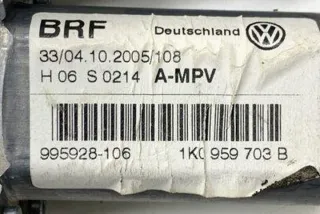 BRF Deutschland
33/04.10.2005/108
H 06 S 0214 A-MPV
995928-106 1K0 959 703 B